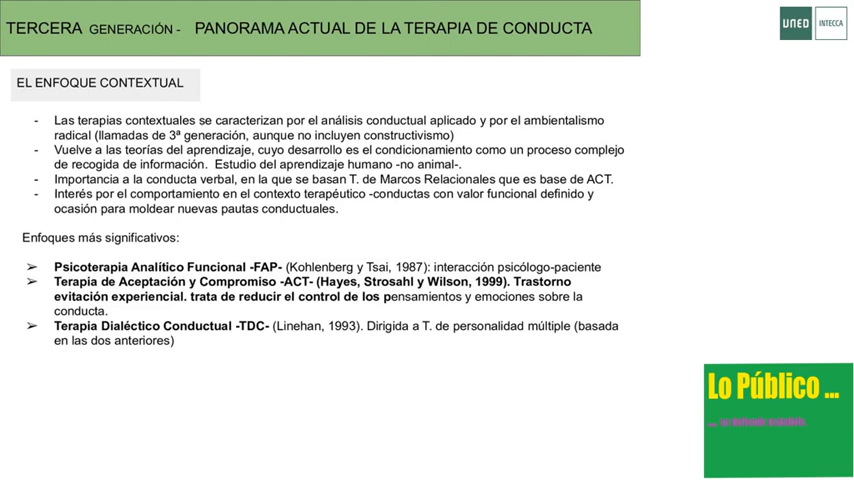 TERCERA GENERACIÓN - PANORAMA ACTUAL DE LA TERAPIA DE CONDUCTA
UNED INTECCA
EL ENFOQUE CONTEXTUAL
- Las terapias contextuales se caracterizan por el análisis conductual aplicado y por el ambientalismo
radical (llamadas de 3ª generación, aunque no incluyen constructivismo)
- Vuelve a las teorías del aprendizaje, cuyo desarrollo es el condicionamiento como un proceso complejo
de recogida de información. Estudio del aprendizaje humano -no animal-.
- Importancia a la conducta verbal, en la que se basan T. de Marcos Relacionales que es base de ACT.
- Interés por el comportamiento en el contexto terapéutico -conductas con valor funcional definido y
ocasión para moldear nuevas pautas conductuales.
Enfoques más significativos:
➢ Psicoterapia Analítico Funcional -FAP- (Kohlenberg y Tsai, 1987): interacción psicólogo-paciente
➢ Terapia de Aceptación y Compromiso -ACT- (Hayes, Strosahl y Wilson, 1999). Trastorno
evitación experiencial. trata de reducir el control de los pensamientos y emociones sobre la
conducta.
➢ Terapia Dialéctico Conductual -TDC- (Linehan, 1993). Dirigida a T. de personalidad múltiple (basada
en las dos anteriores)
Lo Público ...